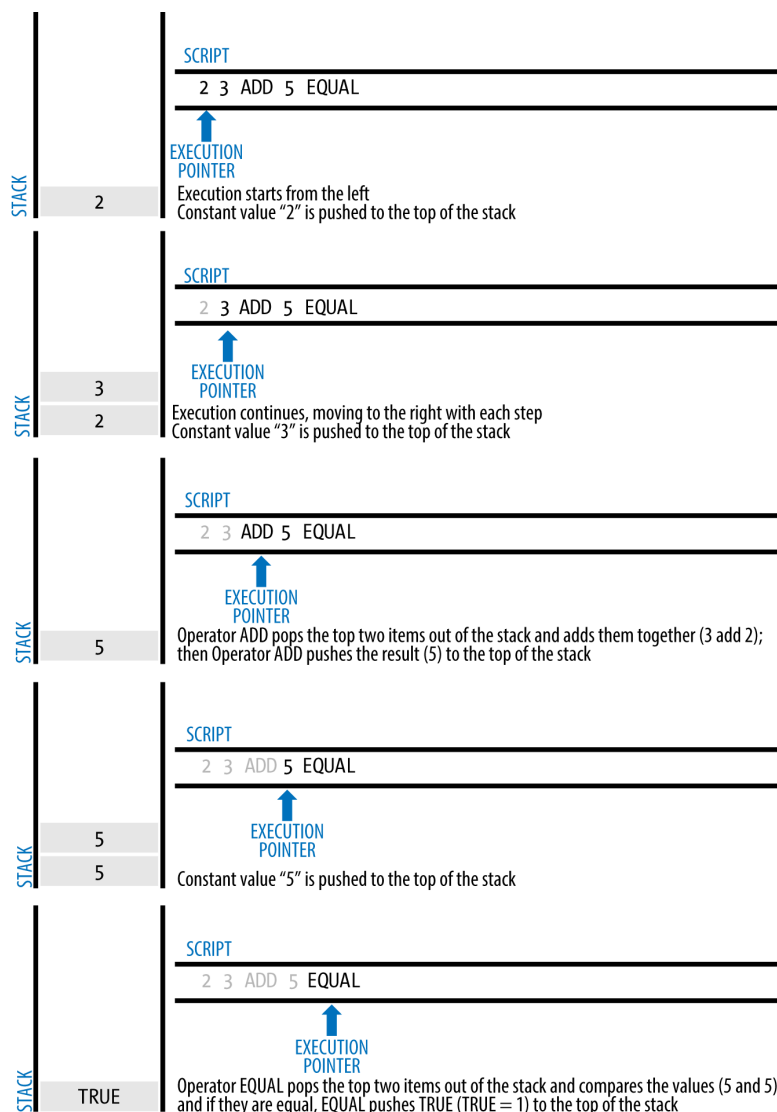 SCRIPT
2 3 ADD 5 EQUAL
EXECUTION
POINTER
STACK
2
Execution starts from the left
Constant value “2” is pushed to the top of the stack
SCRIPT
2 3 ADD 5 EQUAL
EXECUTION
POINTER
STACK
3
2
Execution continues, moving to the right with each step
Constant value “3” is pushed to the top of the stack
SCRIPT
2 3 ADD 5 EQUAL
EXECUTION
POINTER
STACK
5
Operator ADD pops the top two items out of the stack and adds them together (3 add 2);
then Operator ADD pushes the result (5) to the top of the stack
SCRIPT
2 3 ADD 5 EQUAL
EXECUTION
POINTER
STACK
5
5
Constant value “5” is pushed to the top of the stack
SCRIPT
2 3 ADD 5 EQUAL
EXECUTION
POINTER
STACK
TRUE
Operator EQUAL pops the top two items out of the stack and compares the values (5 and 5)
and if they are equal, EQUAL pushes TRUE (TRUE = 1) to the top of the stack